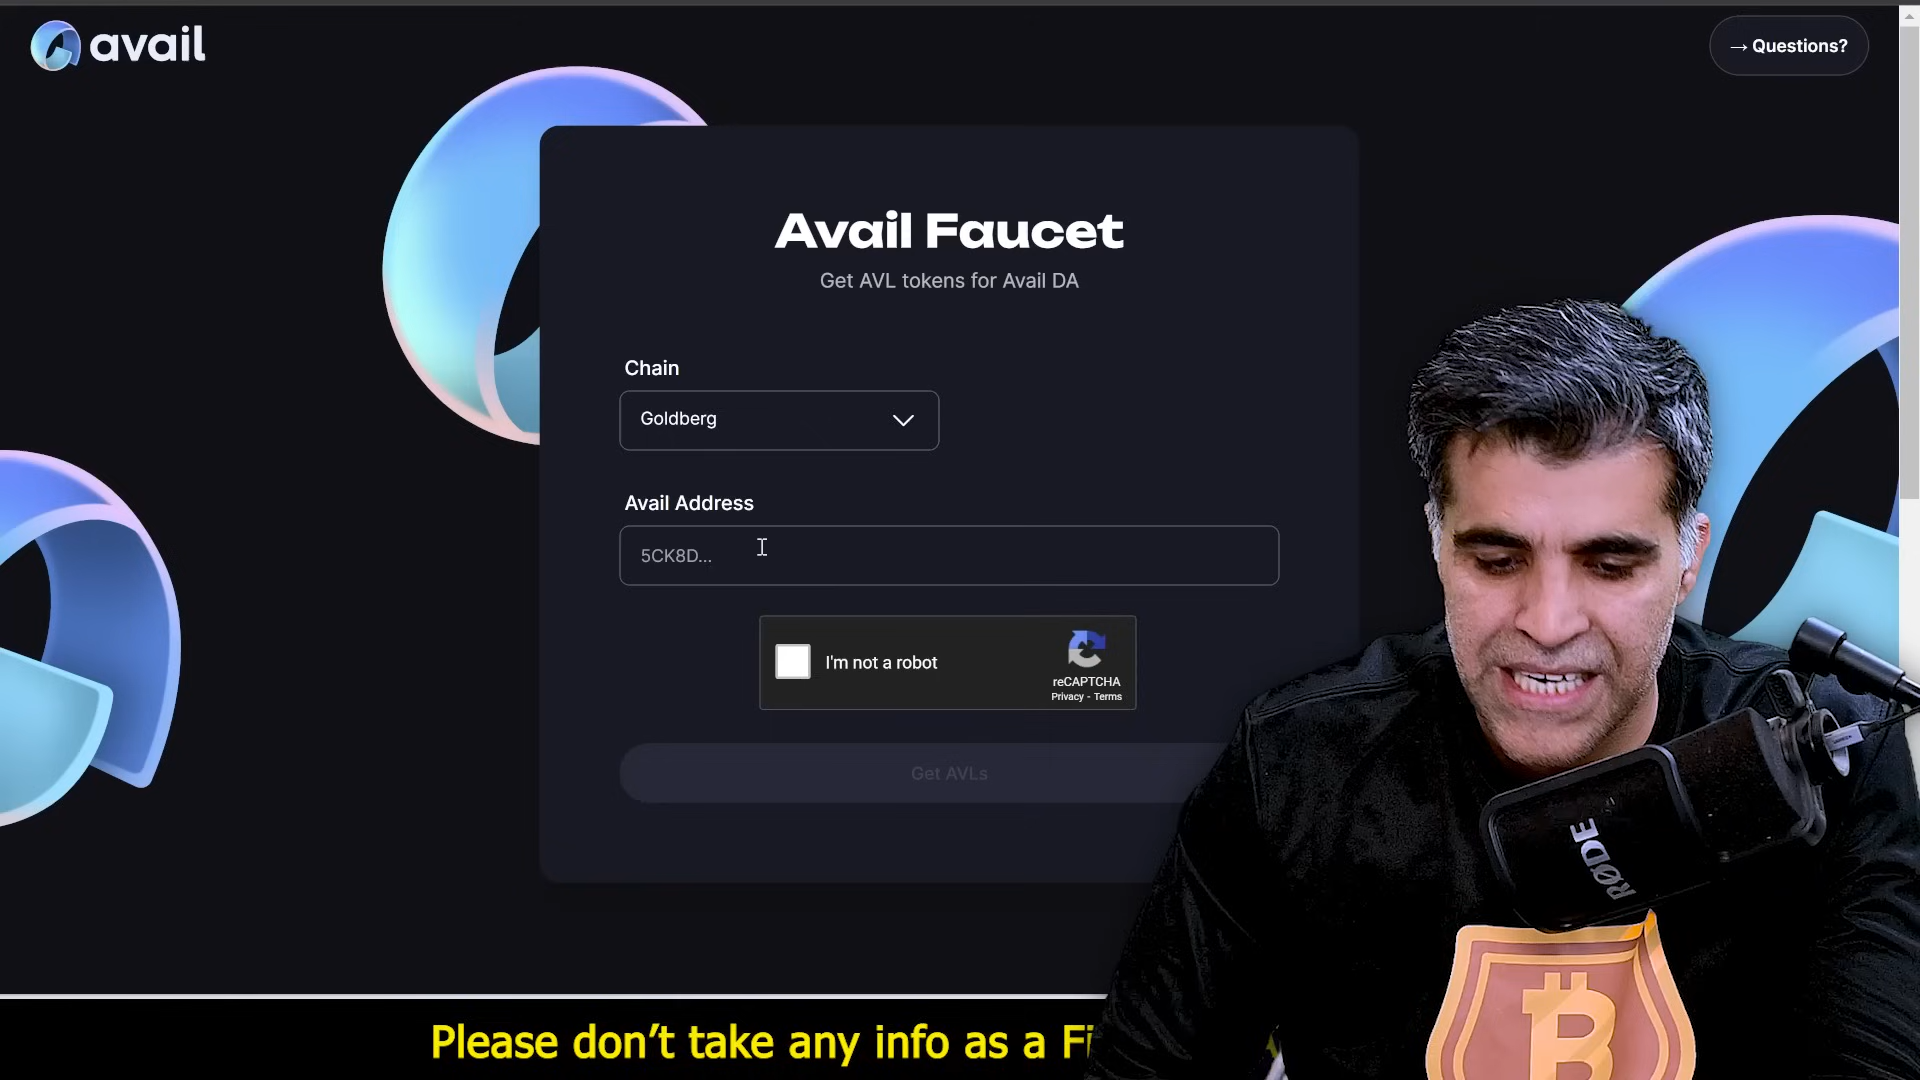 avail
→ Questions?
Avail Faucet
Get AVL tokens for Avail DA
Chain
Goldberg
Avail Address
5CK8D...
I'm not a robot
reCAPTCHA
Privacy - Terms
Get AVLs
RØDE
Please don't take any info as a